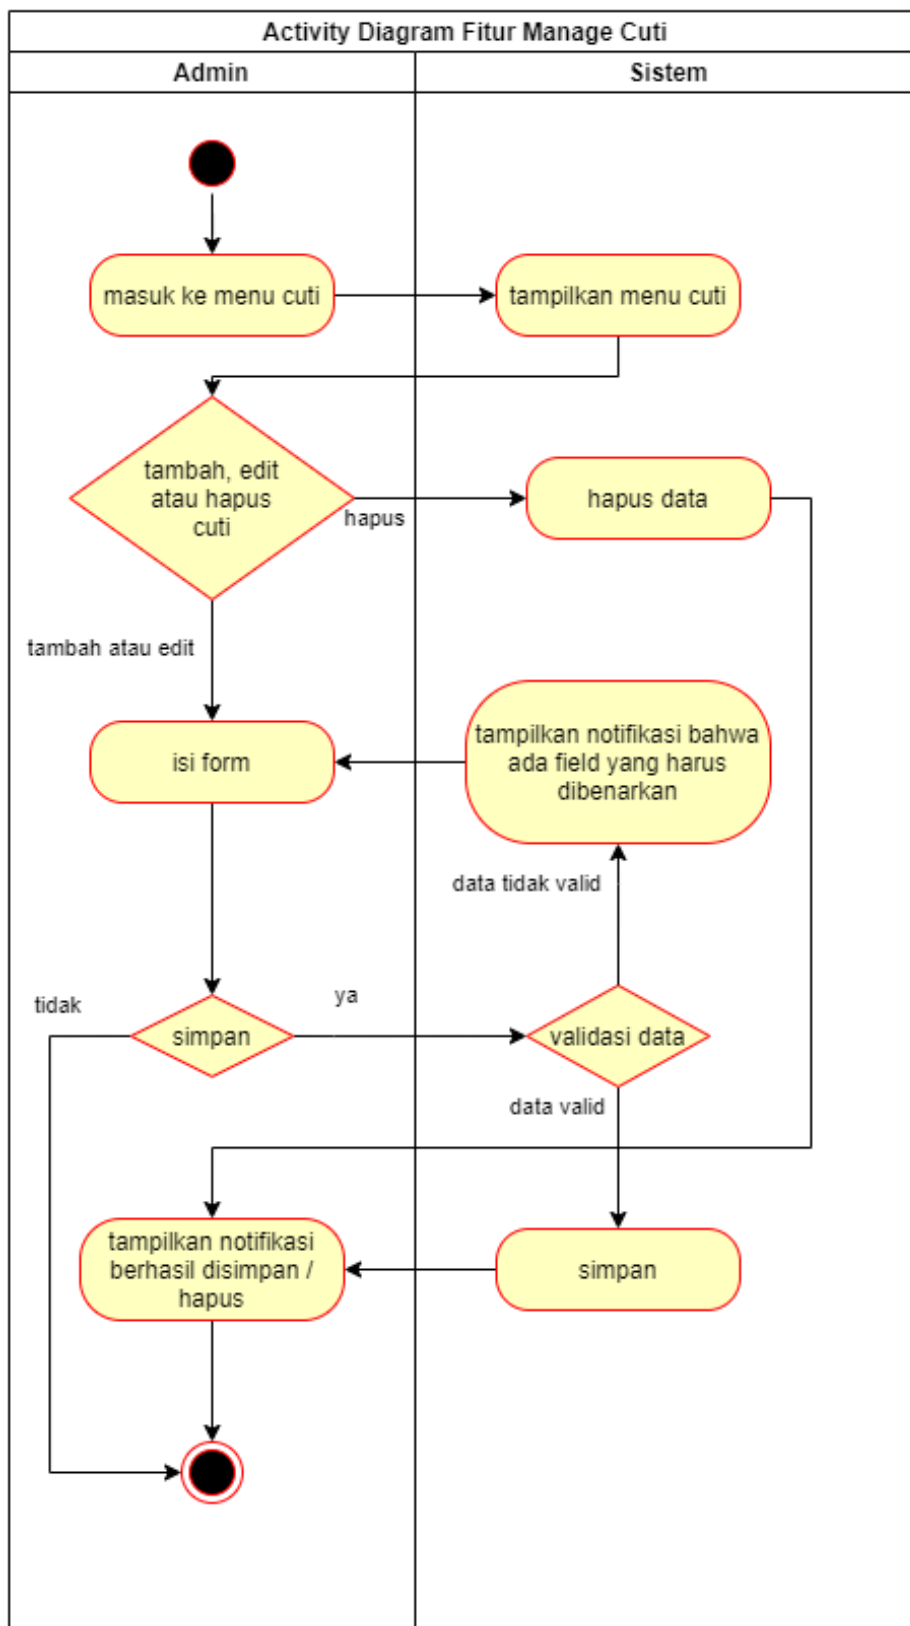 Activity Diagram Fitur Manage Cuti
Admin
Sistem
masuk ke menu cuti
tampilkan menu cuti
tambah, edit
atau hapus
cuti
hapus
hapus data
tambah atau edit
isi form
tampilkan notifikasi bahwa
ada field yang harus
dibenarkan
data tidak valid
tidak
simpan
ya
validasi data
data valid
tampilkan notifikasi
berhasil disimpan /
hapus
simpan